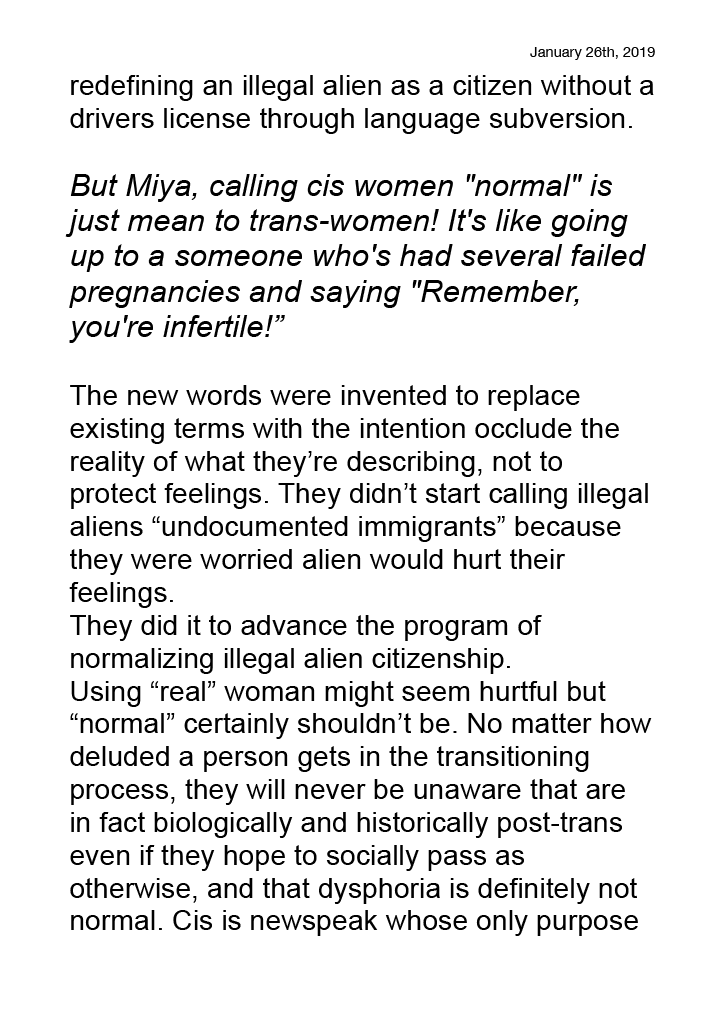 January 26th, 2019
redefining an illegal alien as a citizen without a
drivers license through language subversion.
But Miya, calling cis women "normal" is
just mean to trans-women! It's like going
up to a someone who's had several failed
pregnancies and saying "Remember,
you're infertile!”
The new words were invented to replace
existing terms with the intention occlude the
reality of what they’re describing, not to
protect feelings. They didn’t start calling illegal
aliens “undocumented immigrants” because
they were worried alien would hurt their
feelings.
They did it to advance the program of
normalizing illegal alien citizenship.
Using “real” woman might seem hurtful but
“normal” certainly shouldn’t be. No matter how
deluded a person gets in the transitioning
process, they will never be unaware that are
in fact biologically and historically post-trans
even if they hope to socially pass as
otherwise, and that dysphoria is definitely not
normal. Cis is newspeak whose only purpose